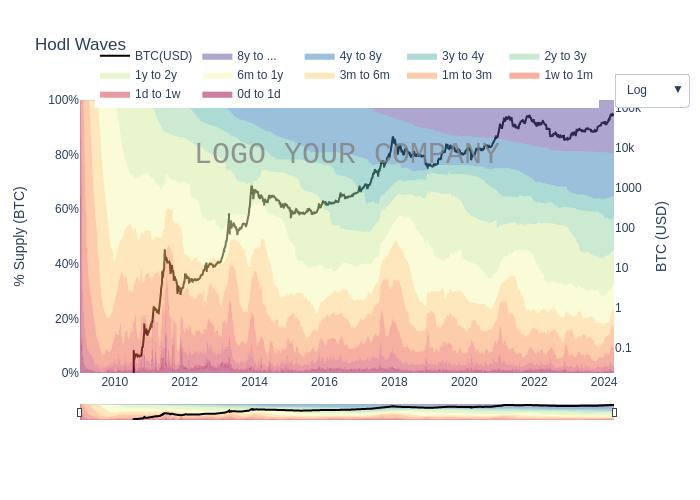 Hodl Waves
BTC(USD) 8y to ... 4y to 8y 3y to 4y 2y to 3y
1y to 2y 6m to 1y 3m to 6m 1m to 3m 1w to 1m
1d to 1w 0d to 1d
Log ▼
100%
80%
60%
40%
20%
0%
% Supply (BTC)
LOGO YOUR COMPANY
100k
10k
1000
100
10
1
0.1
BTC (USD)
2010 2012 2014 2016 2018 2020 2022 2024